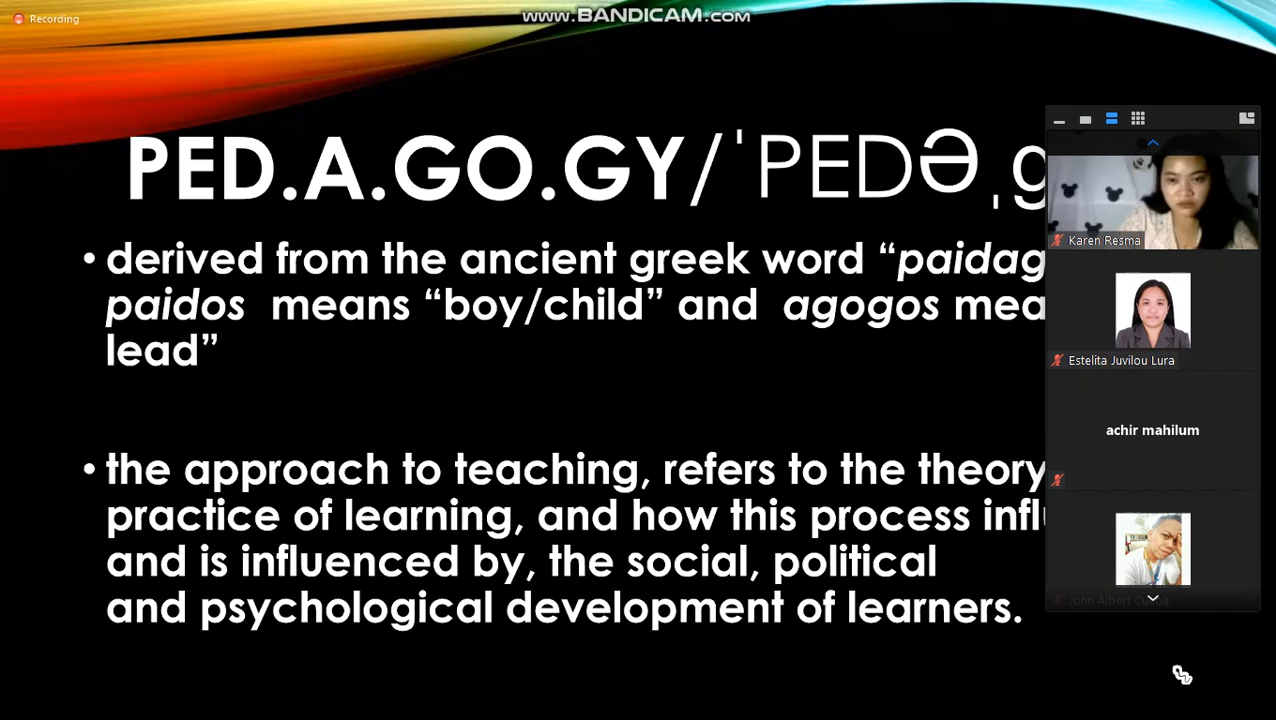 Recording
www.BANDICAM.com
PED.A.GO.GY/ˈPEDƏˌg
• derived from the ancient greek word “paidag
paidos means “boy/child” and agogos mea
lead”
• the approach to teaching, refers to the theory
practice of learning, and how this process infl
and is influenced by, the social, political
and psychological development of learners.
Karen Resma
Estelita Juvilou Lura
achir mahilum
John Albert